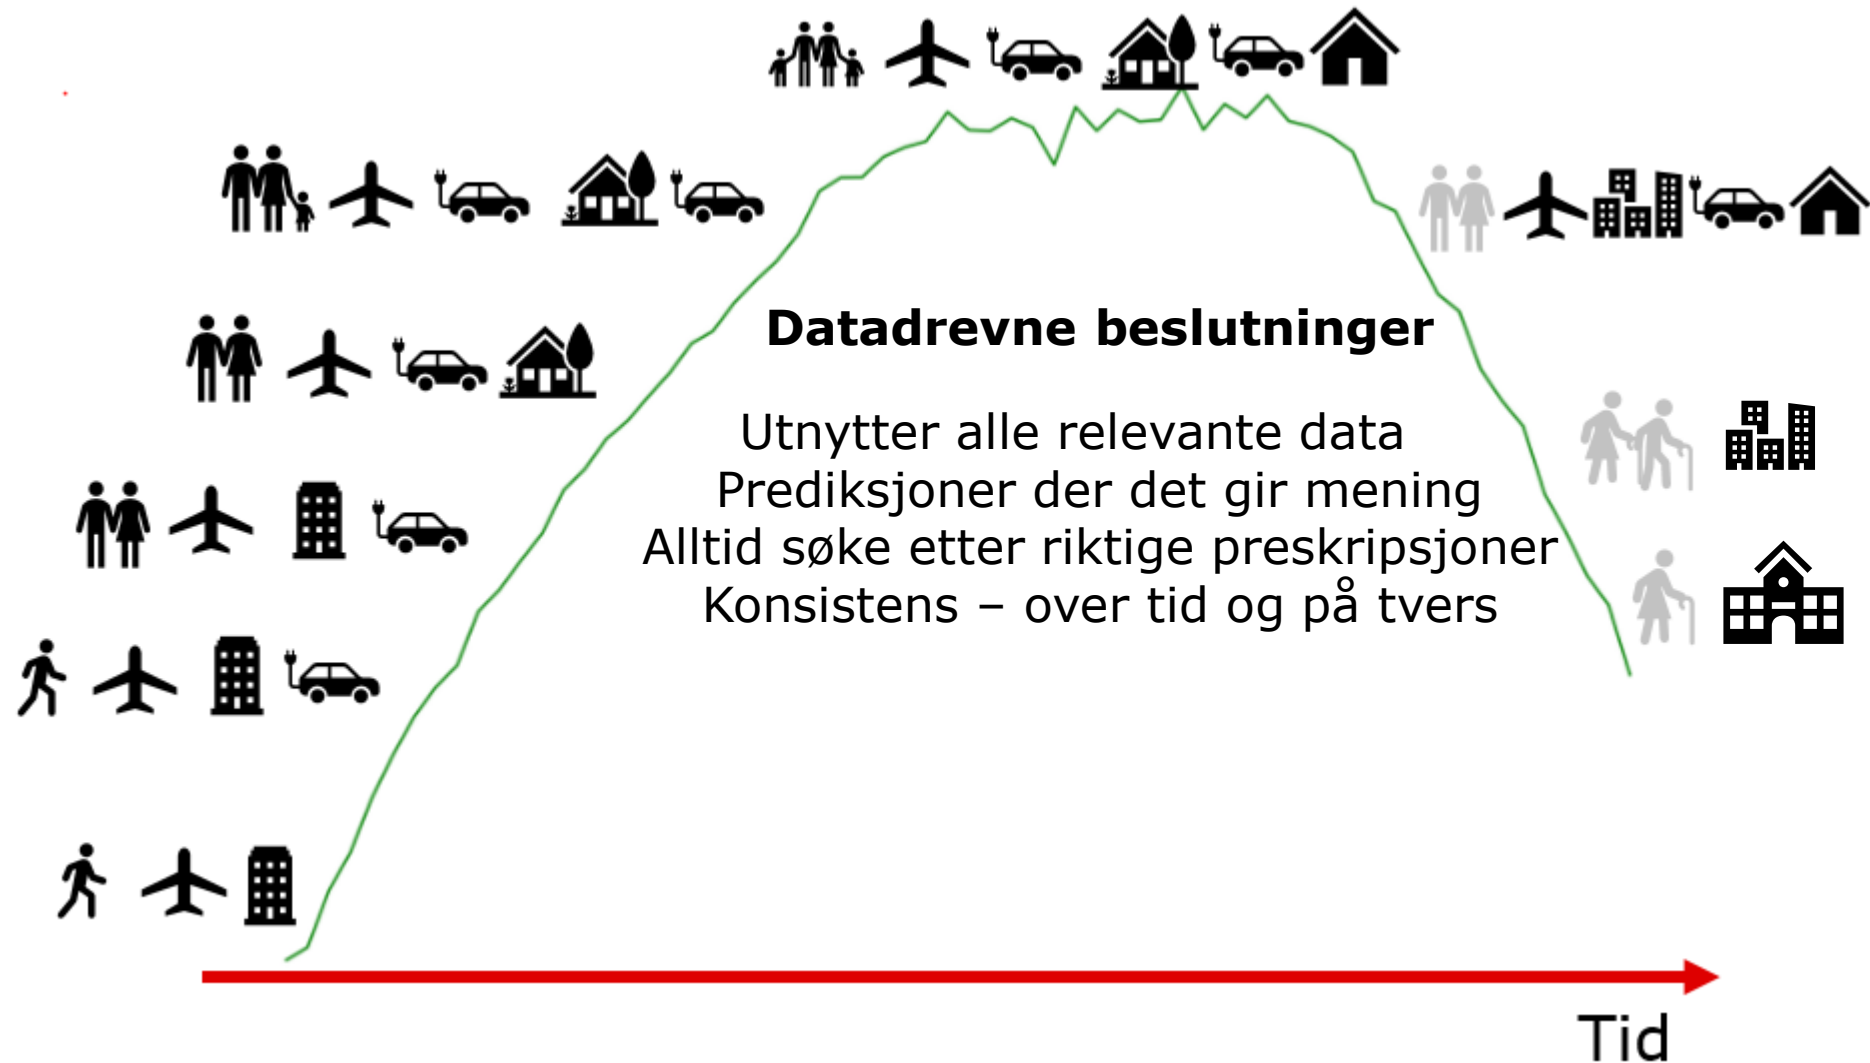 Datadrevne beslutninger
Utnytter alle relevante data
Prediksjoner der det gir mening
Alltid søke etter riktige preskripsjoner
Konsistens – over tid og på tvers
Tid